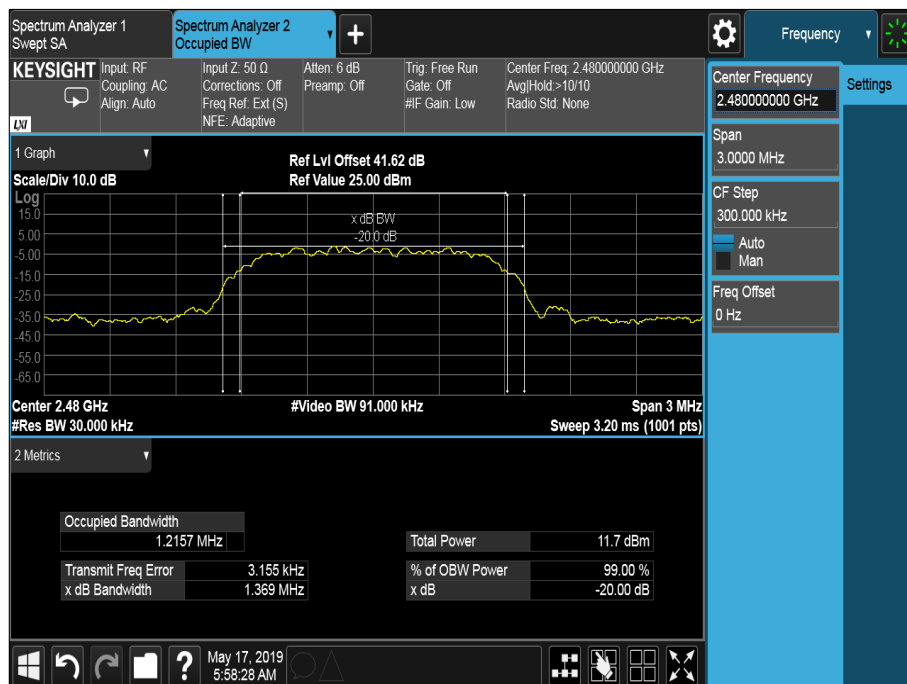 Spectrum Analyzer 1
Swept SA
Spectrum Analyzer 2
Occupied BW
Frequency
KEYSIGHT
LXI
Input: RF
Coupling: AC
Align: Auto
Input Z: 50 Ω
Corrections: Off
Freq Ref: Ext (S)
NFE: Adaptive
Atten: 6 dB
Preamp: Off
Trig: Free Run
Gate: Off
#IF Gain: Low
Center Freq: 2.480000000 GHz
Avg|Hold:>10/10
Radio Std: None
Center Frequency
2.480000000 GHz
Settings
Span
3.0000 MHz
CF Step
300.000 kHz
Auto
Man
Freq Offset
0 Hz
1 Graph
Scale/Div 10.0 dB
Ref Lvl Offset 41.62 dB
Ref Value 25.00 dBm
Log
15.0
5.00
-5.00
-15.0
-25.0
-35.0
-45.0
-55.0
-65.0
x dB BW
-20.0 dB
Center 2.48 GHz
#Video BW 91.000 kHz
Span 3 MHz
#Res BW 30.000 kHz
Sweep 3.20 ms (1001 pts)
2 Metrics
Occupied Bandwidth
1.2157 MHz
Total Power 11.7 dBm
Transmit Freq Error 3.155 kHz
% of OBW Power 99.00 %
x dB Bandwidth 1.369 MHz
x dB -20.00 dB
?
May 17, 2019
5:58:28 AM